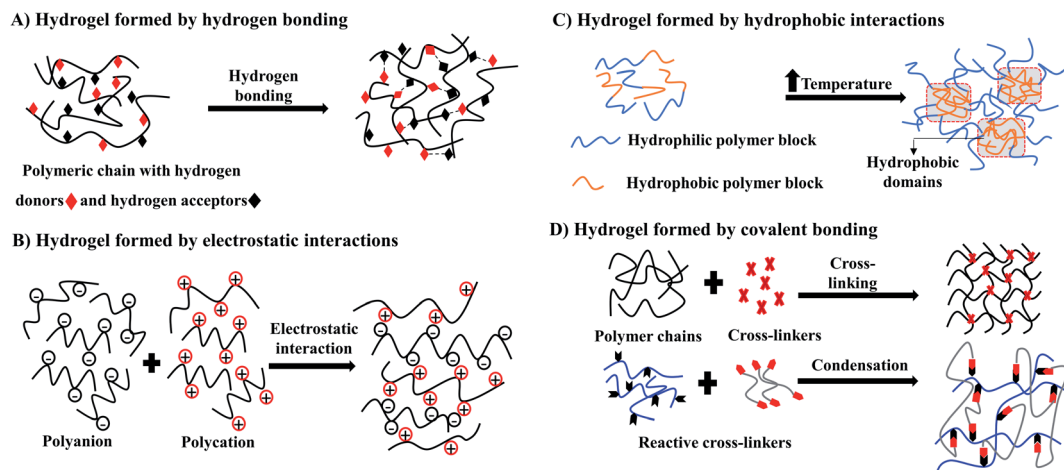 A) Hydrogel formed by hydrogen bonding
Hydrogen
bonding
Polymeric chain with hydrogen
donors and hydrogen acceptors
B) Hydrogel formed by electrostatic interactions
Electrostatic
interaction
Polyanion
Polycation
C) Hydrogel formed by hydrophobic interactions
Temperature
Hydrophilic polymer block
Hydrophobic polymer block
Hydrophobic
domains
D) Hydrogel formed by covalent bonding
Cross-
linking
Polymer chains
Cross-linkers
Condensation
Reactive cross-linkers